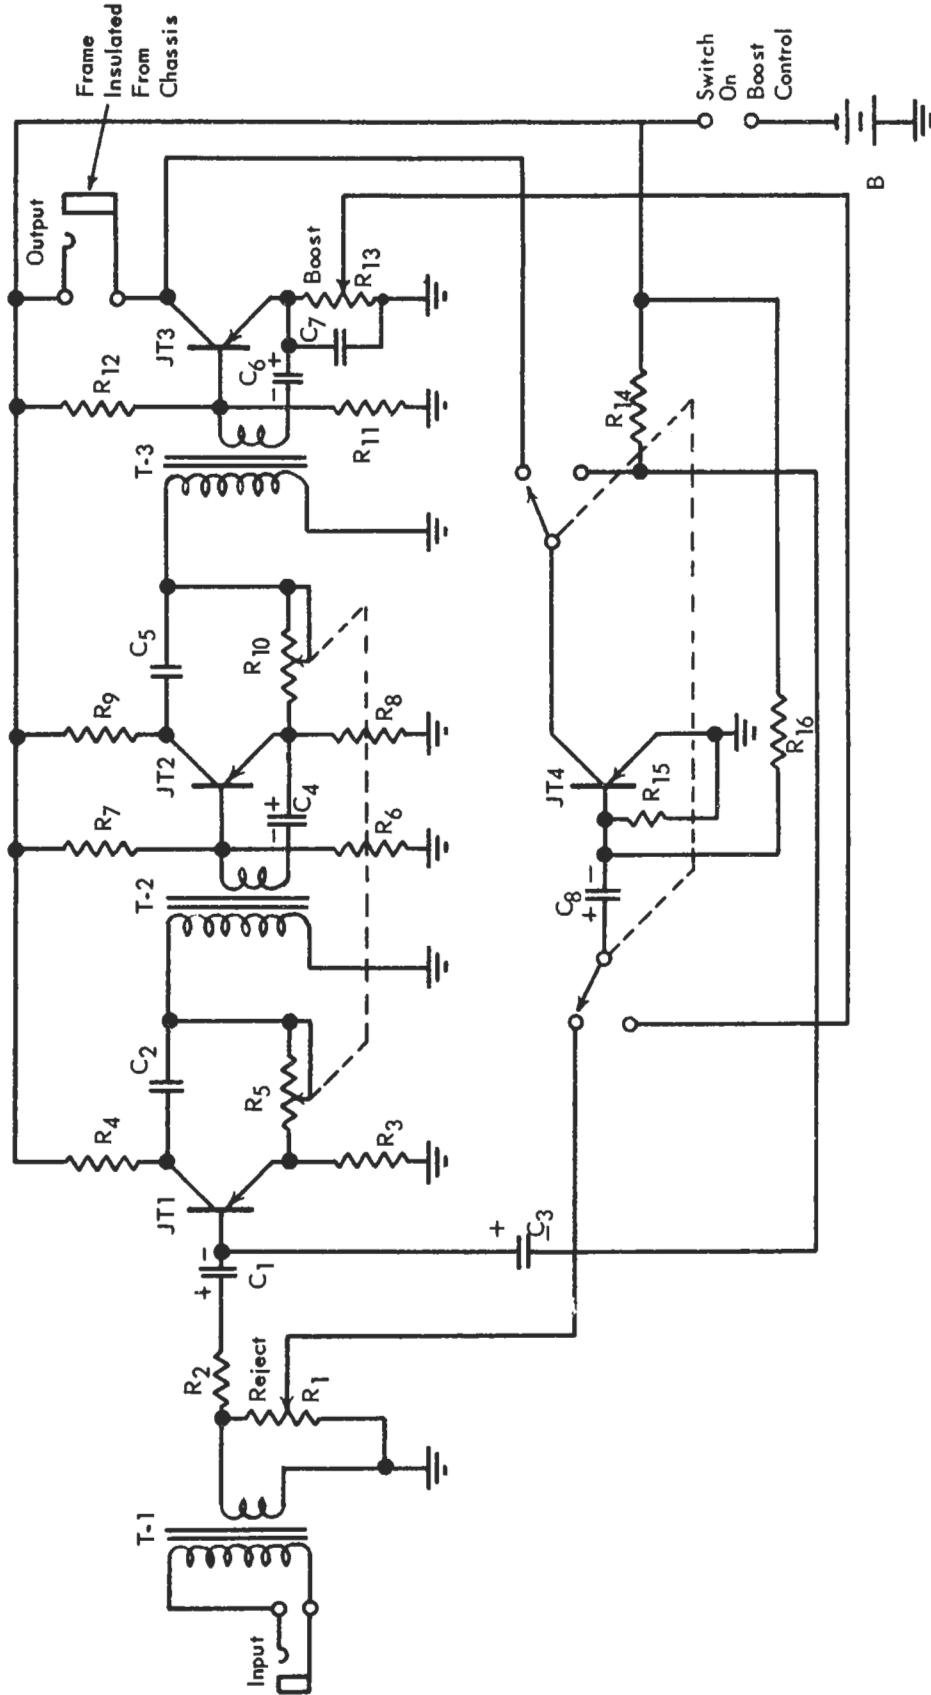 Frame
Insulated
From
Chassis
Output
R12
JT3
Boost
R13
C7
C6
+
−
R11
T-3
Switch
On
Boost
Control
B
R14
C5
R10
R9
JT2
R8
R7
C4
+
−
R6
T-2
R16
JT4
R15
C8
−
+
C2
R5
R4
R3
JT1
−
C1
+
+
C3
−
R2
Reject
R1
T-1
Input